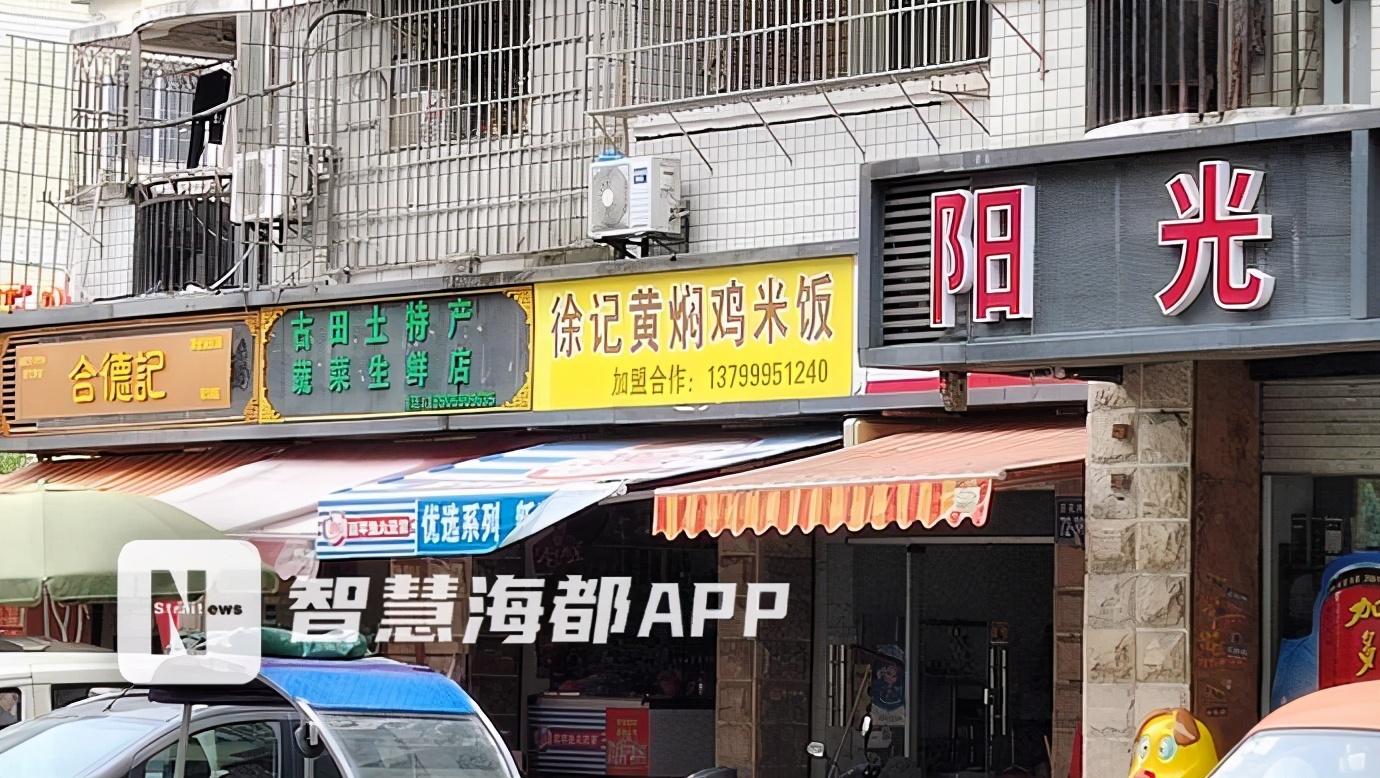 合德記
古田土特产
蔬菜生鲜店
徐记黄焖鸡米饭
加盟合作：13799951240
阳光
优选系列
N
智慧海都APP
加
多